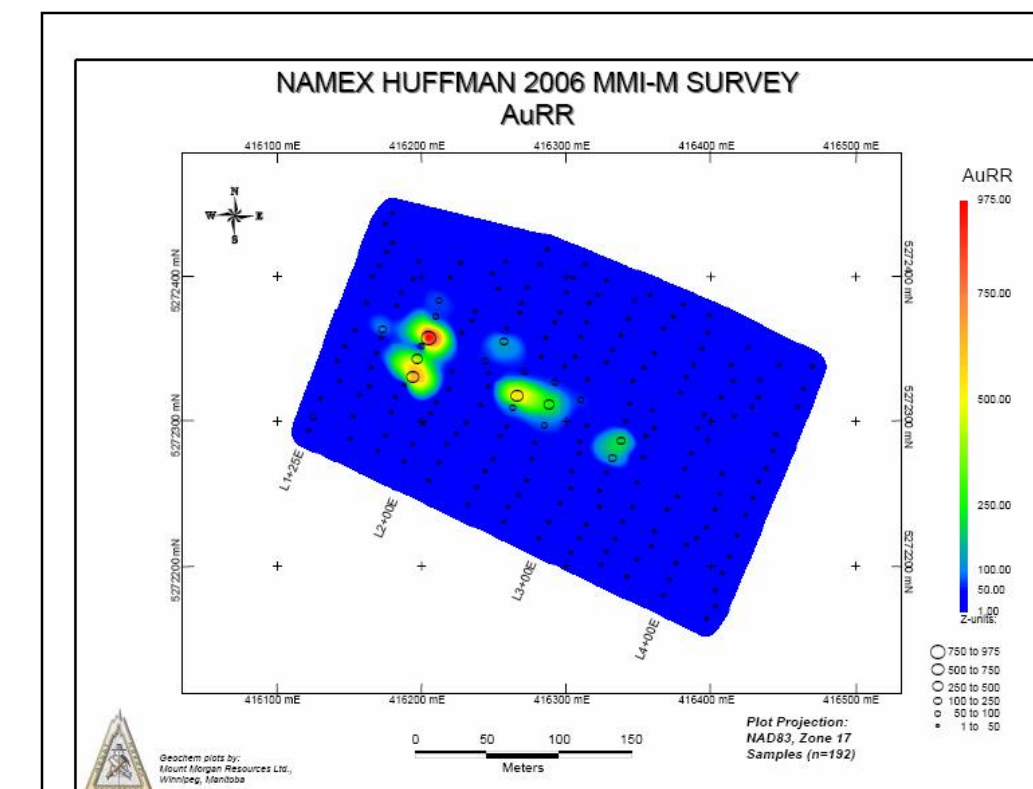 NAMEX HUFFMAN 2006 MMI-M SURVEY
AuRR
416100 mE 416200 mE 416300 mE 416400 mE 416500 mE
N
W E
S
5272400 mN 5272400 mN
5272300 mN 5272300 mN
5272200 mN 5272200 mN
L1+25E
L2+00E
L3+00E
L4+00E
416100 mE 416200 mE 416300 mE 416400 mE 416500 mE
AuRR
975.00
750.00
500.00
250.00
100.00
50.00
1.00
Z-units:
750 to 975
500 to 750
250 to 500
100 to 250
50 to 100
1 to 50
0 50 100 150
Meters
Plot Projection:
NAD83, Zone 17
Samples (n=192)
Geochem plots by:
Mount Morgan Resources Ltd.,
Winnipeg, Manitoba